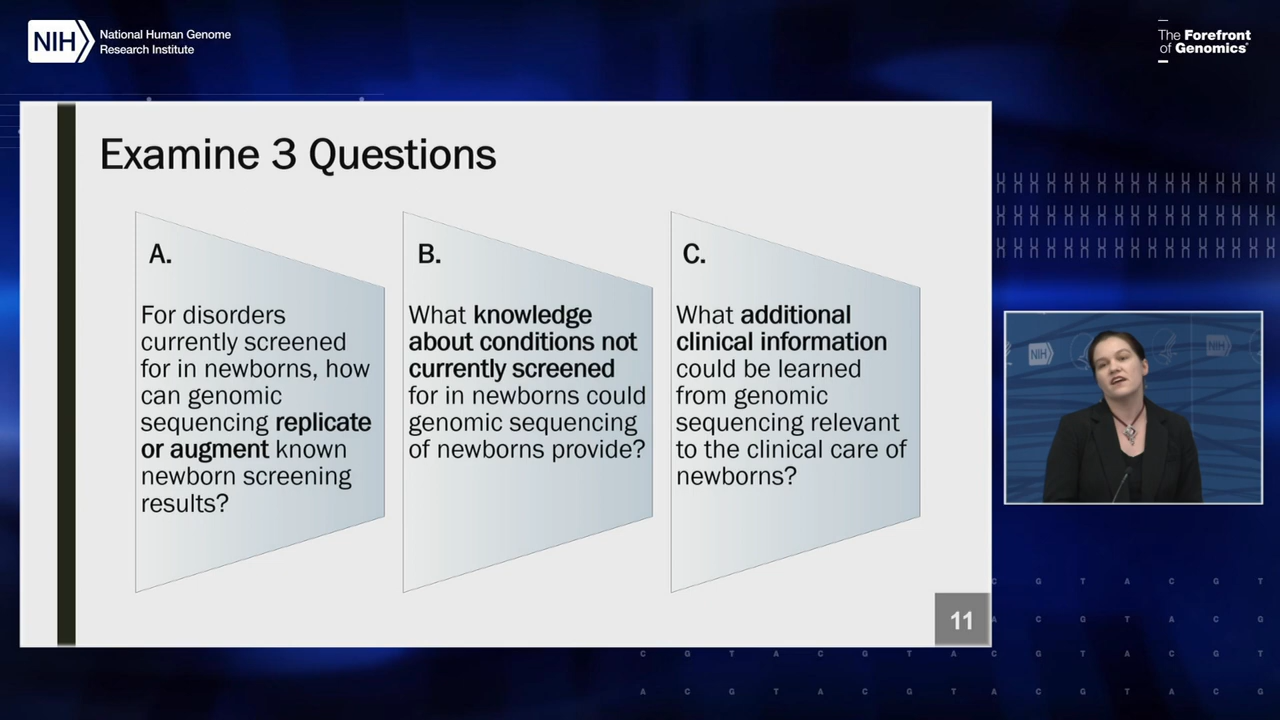 NIH
National Human Genome
Research Institute
The Forefront
of Genomics®
Examine 3 Questions
A.
For disorders
currently screened
for in newborns, how
can genomic
sequencing replicate
or augment known
newborn screening
results?
B.
What knowledge
about conditions not
currently screened
for in newborns could
genomic sequencing
of newborns provide?
C.
What additional
clinical information
could be learned
from genomic
sequencing relevant
to the clinical care of
newborns?
11
NIH
NIH
C G T A C G T
A C G T A C G
C G T A C G T A C G T A C G T
A C G T A C G T A C G T A C G